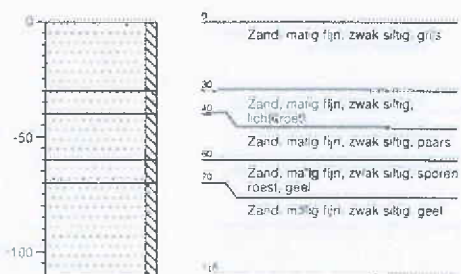 0
0
Zand, matig fijn, zwak siltig, grijs
30
Zand, matig fijn, zwak siltig,
40
-50
Zand, matig fijn, zwak siltig, paars
60
Zand, matig fijn, zwak siltig, sporen
roest, geel
70
Zand, matig fijn, zwak siltig, geel
-100